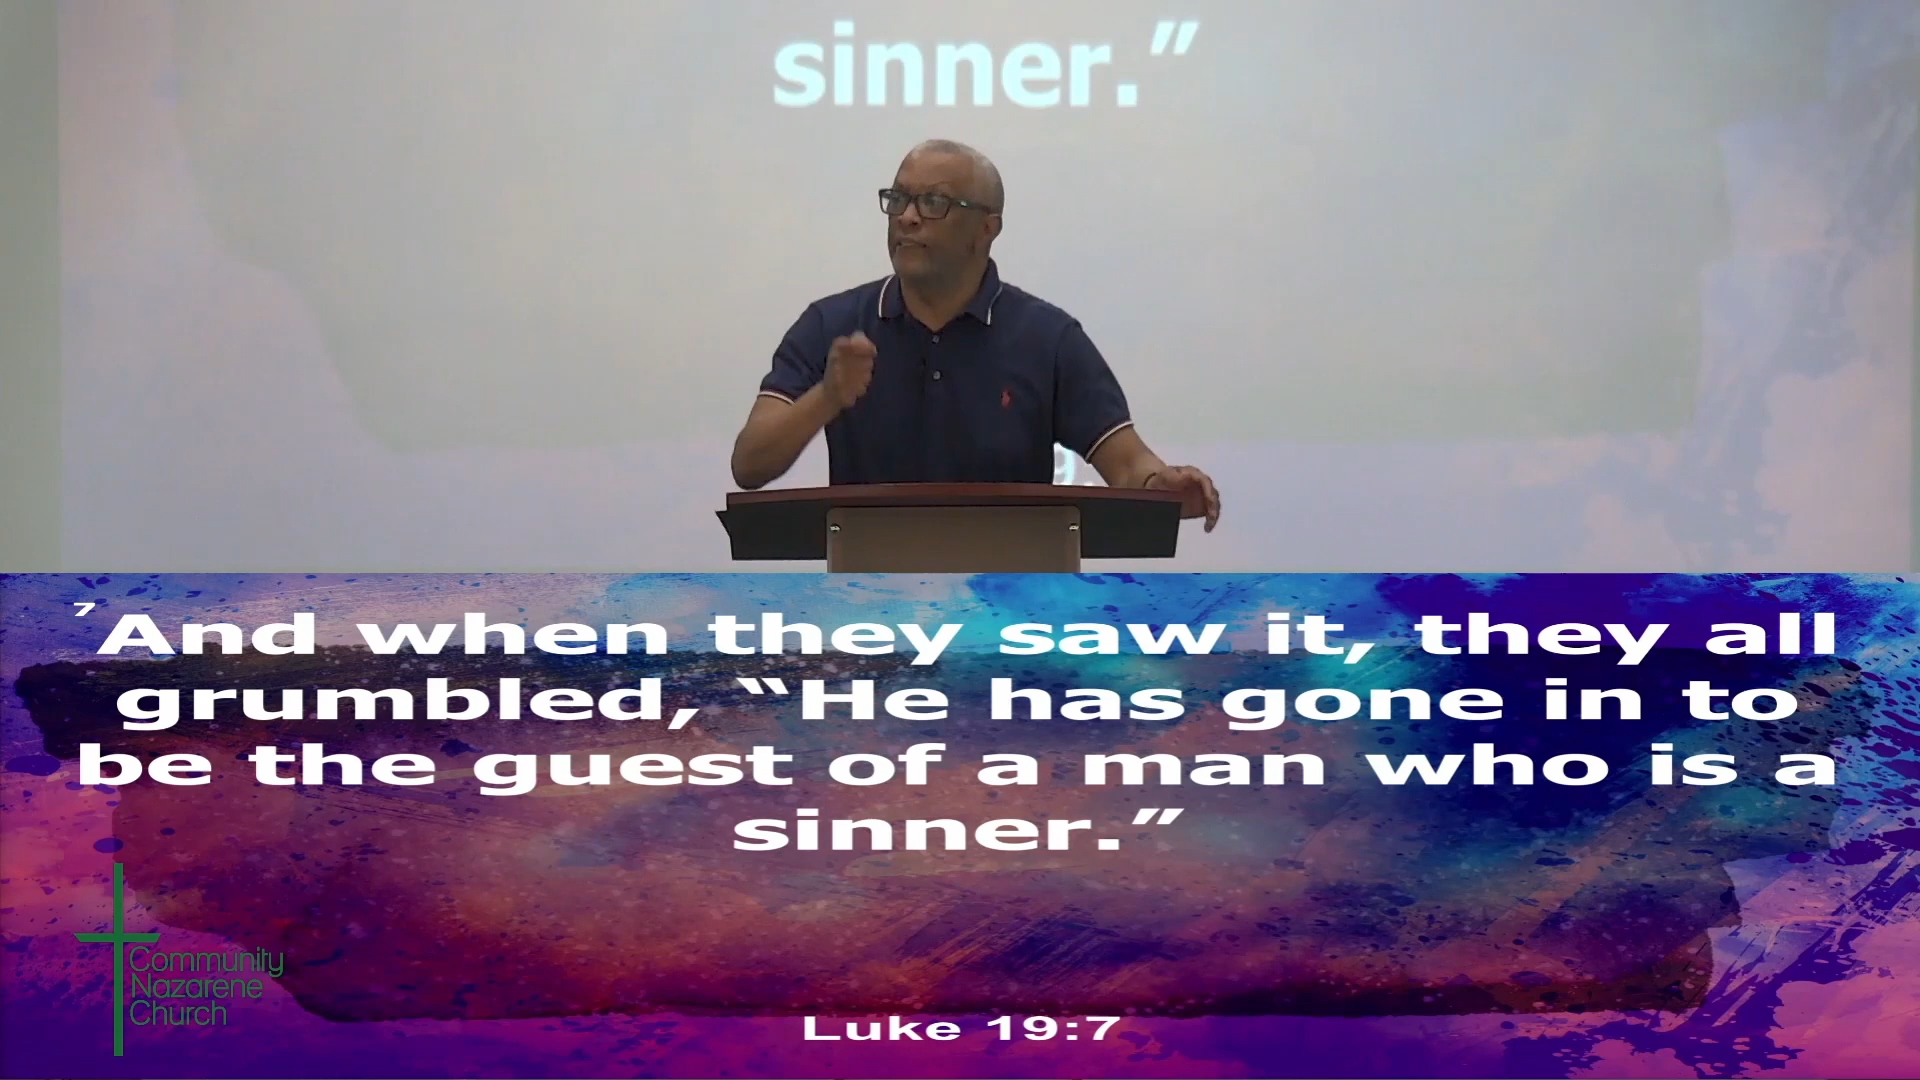 sinner.”
9:
⁷And when they saw it, they all
grumbled, “He has gone in to
be the guest of a man who is a
sinner.”
Community
Nazarene
Church
Luke 19:7